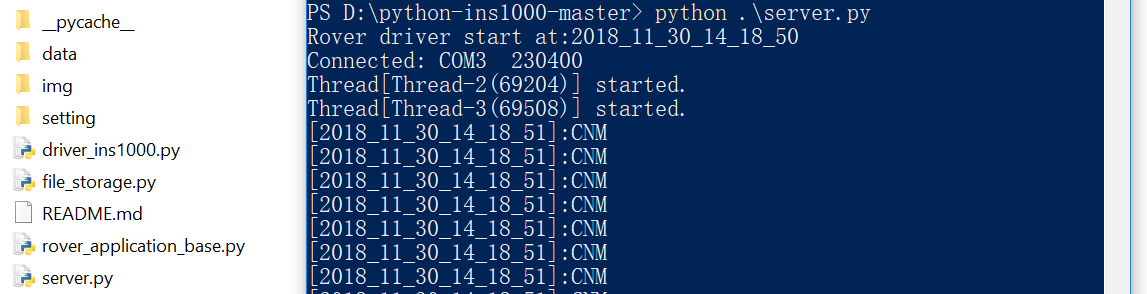 __pycache__
data
img
setting
driver_ins1000.py
file_storage.py
README.md
rover_application_base.py
server.py
PS D:\python-ins1000-master> python .\server.py
Rover driver start at:2018_11_30_14_18_50
Connected: COM3  230400
Thread[Thread-2(69204)] started.
Thread[Thread-3(69508)] started.
[2018_11_30_14_18_51]:CNM
[2018_11_30_14_18_51]:CNM
[2018_11_30_14_18_51]:CNM
[2018_11_30_14_18_51]:CNM
[2018_11_30_14_18_51]:CNM
[2018_11_30_14_18_51]:CNM
[2018_11_30_14_18_51]:CNM